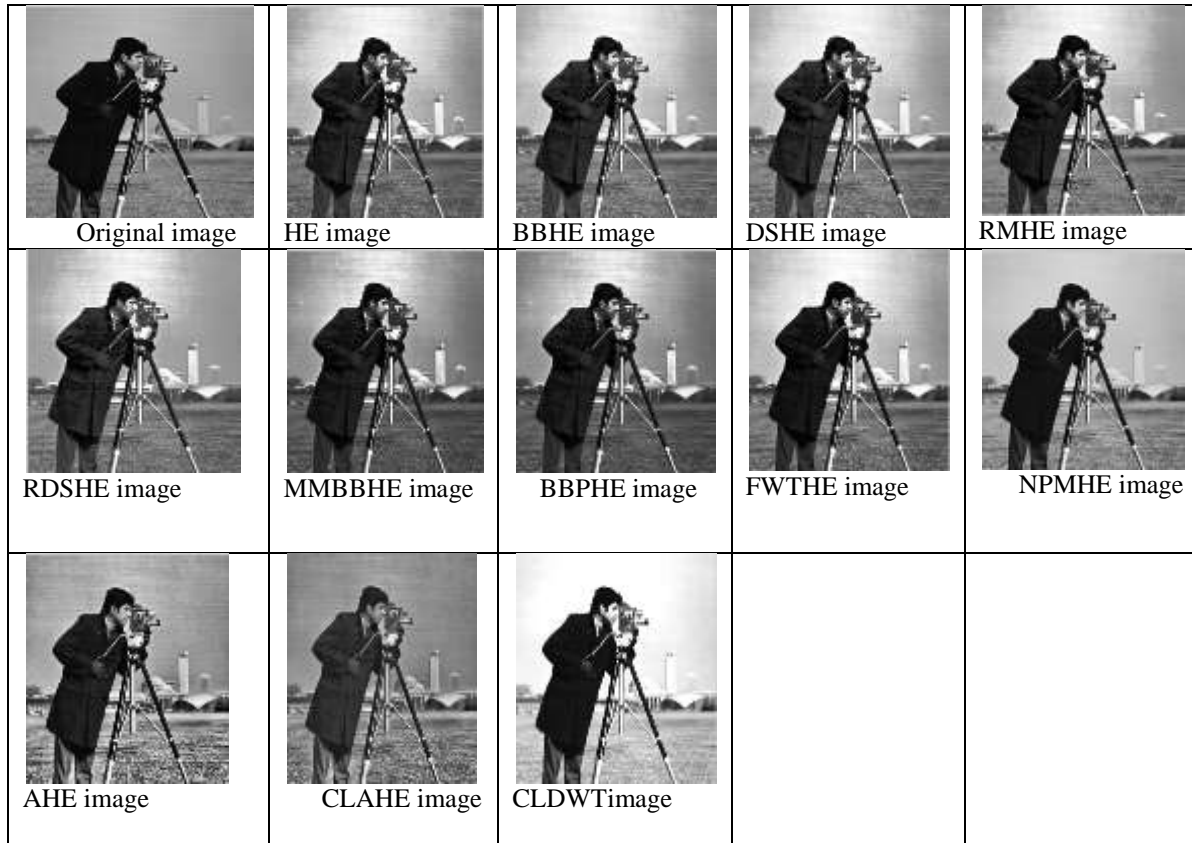 Original image
HE image
BBHE image
DSHE image
RMHE image
RDSHE image
MMBBHE image
BBPHE image
FWTHE image
NPMHE image
AHE image
CLAHE image
CLDWTimage